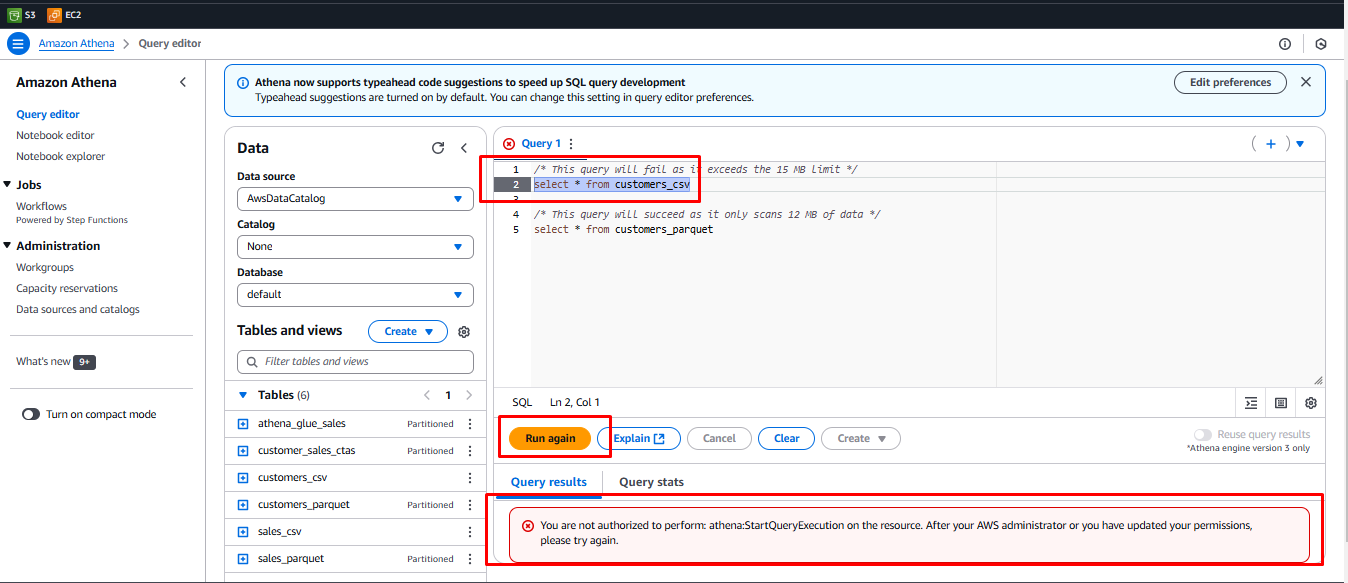 S3 EC2
Amazon Athena > Query editor
Amazon Athena
Query editor
Notebook editor
Notebook explorer
Jobs
Workflows
Powered by Step Functions
Administration
Workgroups
Capacity reservations
Data sources and catalogs
What's new 9+
Turn on compact mode
Athena now supports typeahead code suggestions to speed up SQL query development
Typeahead suggestions are turned on by default. You can change this setting in query editor preferences.
Edit preferences
Data
Data source
AwsDataCatalog
Catalog
None
Database
default
Tables and views
Create
Filter tables and views
Tables (6)
1
athena_glue_sales Partitioned
customer_sales_ctas Partitioned
customers_csv
customers_parquet Partitioned
sales_csv
sales_parquet Partitioned
Query 1
1 /* This query will fail as it exceeds the 15 MB limit */
2 select * from customers_csv
3
4 /* This query will succeed as it only scans 12 MB of data */
5 select * from customers_parquet
SQL Ln 2, Col 1
Run again Explain Cancel Clear Create
Reuse query results
*Athena engine version 3 only
Query results Query stats
You are not authorized to perform: athena:StartQueryExecution on the resource. After your AWS administrator or you have updated your permissions,
please try again.